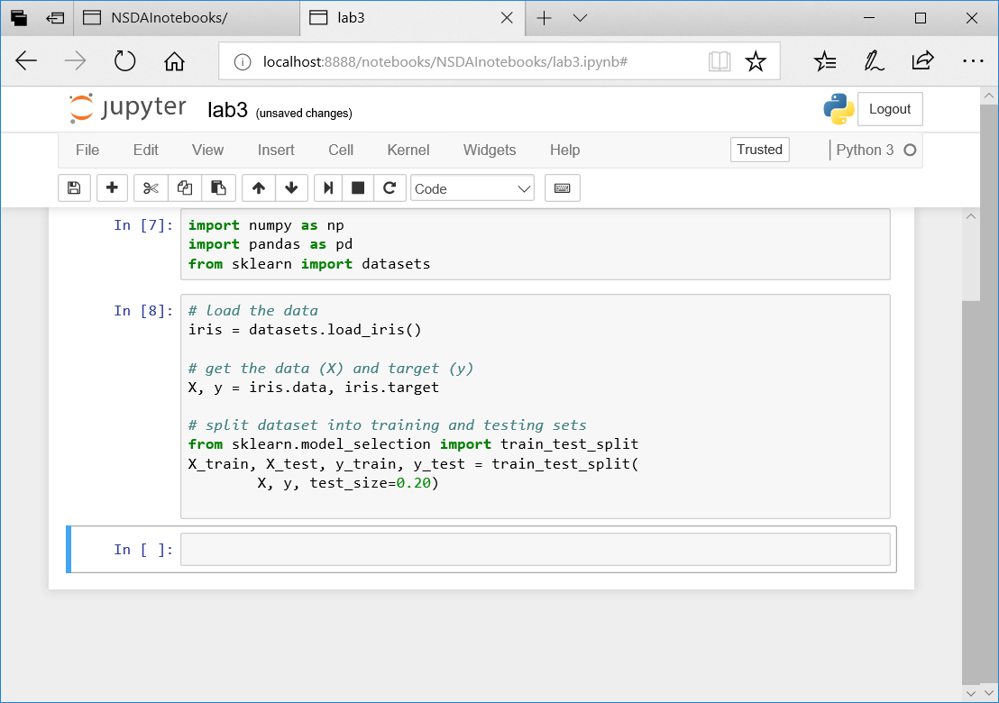 NSDAInotebooks/
lab3
localhost:8888/notebooks/NSDAInotebooks/lab3.ipynb#
jupyter lab3 (unsaved changes)
Logout
File Edit View Insert Cell Kernel Widgets Help
Trusted
Python 3
Code
In [7]: import numpy as np
import pandas as pd
from sklearn import datasets
In [8]: # load the data
iris = datasets.load_iris()
# get the data (X) and target (y)
X, y = iris.data, iris.target
# split dataset into training and testing sets
from sklearn.model_selection import train_test_split
X_train, X_test, y_train, y_test = train_test_split(
        X, y, test_size=0.20)
In [ ]: